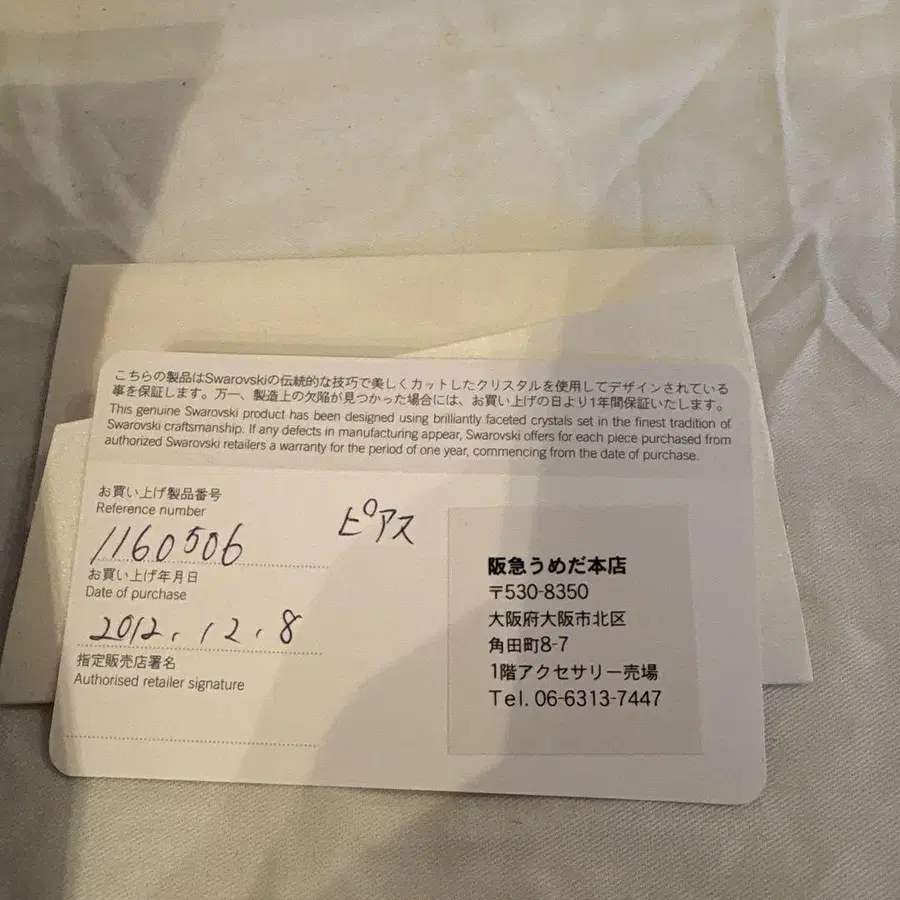 こちらの製品はSwarovskiの伝統的な技巧で美しくカットしたクリスタルを使用してデザインされている
事を保証します。万一、製造上の欠陥が見つかった場合には、お買い上げの日より1年間保証いたします。
This genuine Swarovski product has been designed using brilliantly faceted crystals set in the finest tradition of
Swarovski craftsmanship. If any defects in manufacturing appear, Swarovski offers for each piece purchased from
authorized Swarovski retailers a warranty for the period of one year, commencing from the date of purchase.
お買い上げ製品番号
Reference number
1160506
ピアス
お買い上げ年月日
Date of purchase
2012.12.8
指定販売店署名
Authorised retailer signature
阪急うめだ本店
〒530-8350
大阪府大阪市北区
角田町8-7
1階アクセサリー売場
Tel. 06-6313-7447